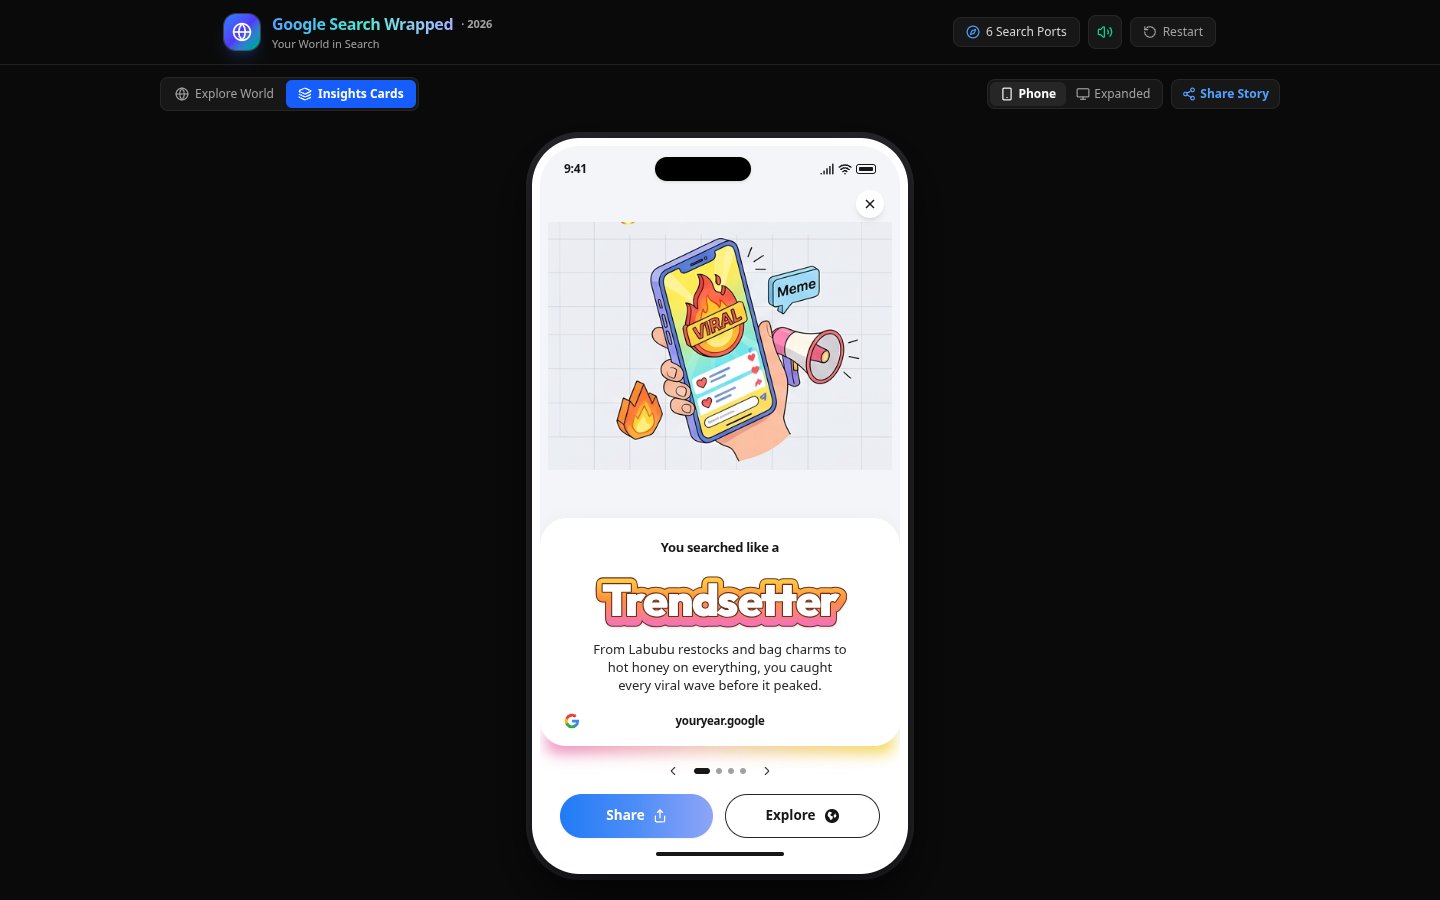 Google Search Wrapped · 2026
Your World in Search
6 Search Ports
Restart
Explore World
Insights Cards
Phone
Expanded
Share Story
9:41
VIRAL
Meme
You searched like a
Trendsetter
From Labubu restocks and bag charms to
hot honey on everything, you caught
every viral wave before it peaked.
youryear.google
Share
Explore